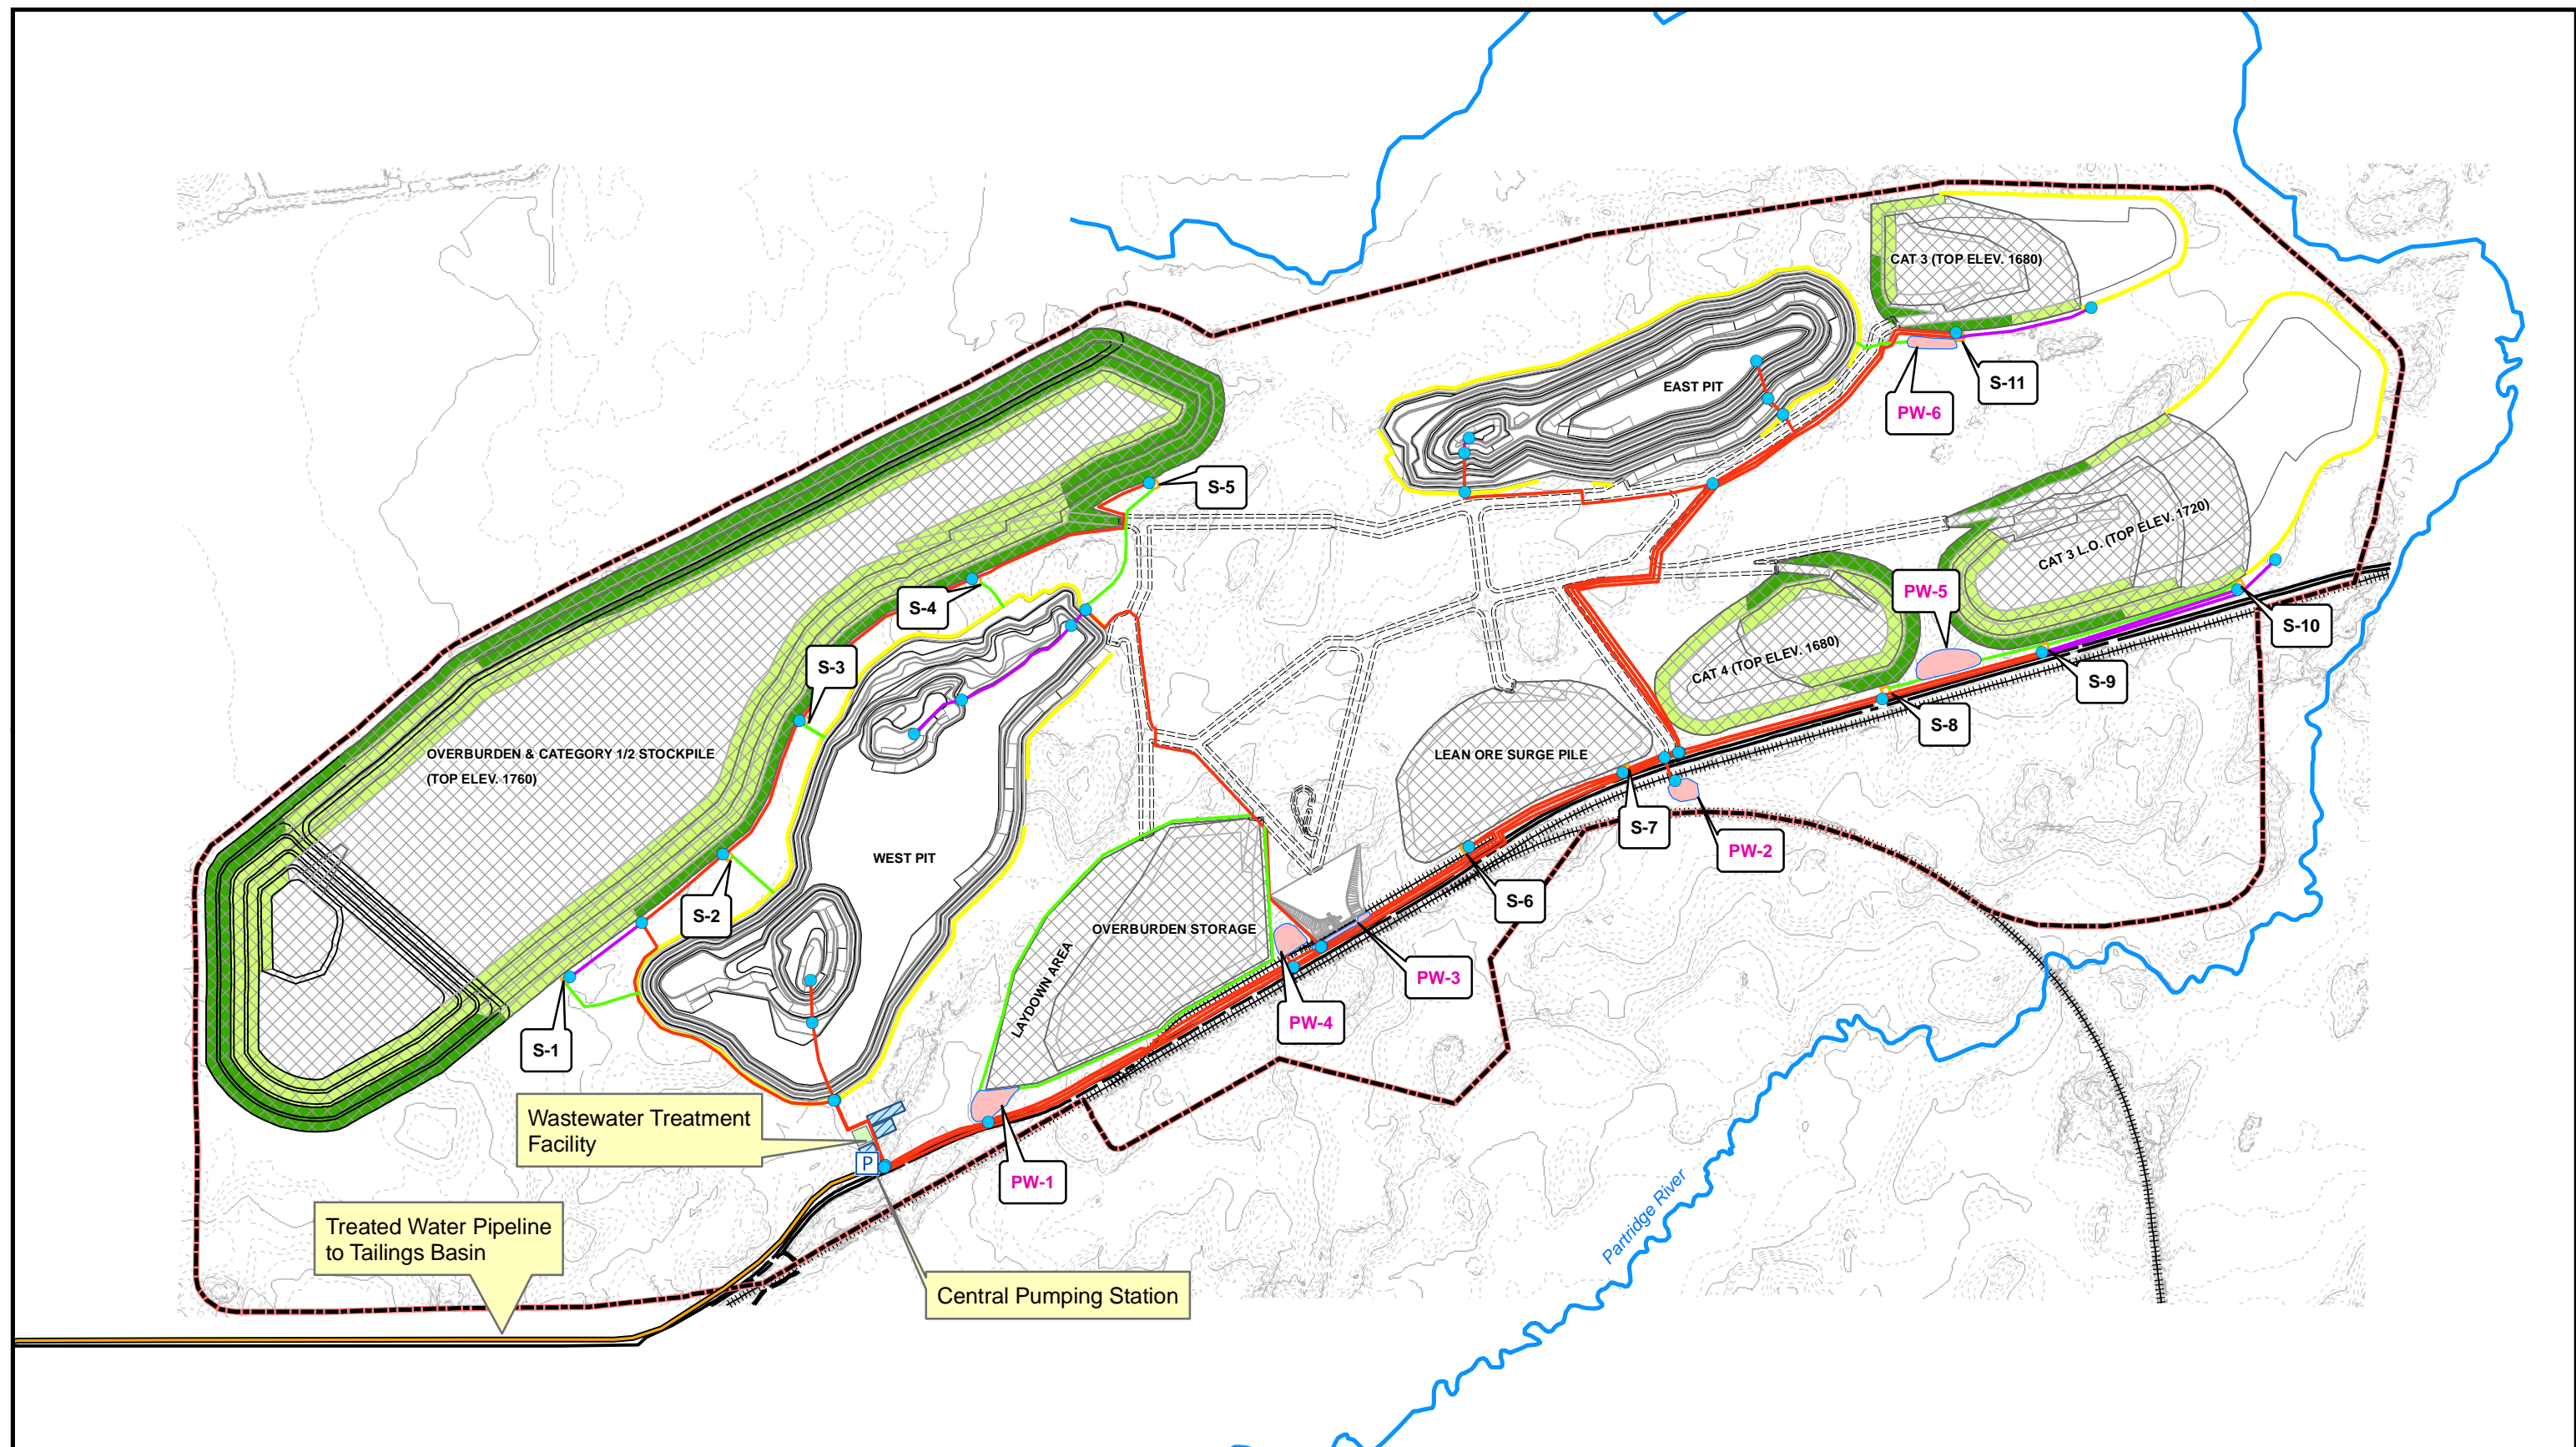 CAT 3 (TOP ELEV. 1680)
EAST PIT
S-11
PW-6
S-5
CAT 3 L.O. (TOP ELEV. 1720)
PW-5
S-4
S-10
S-3
CAT 4 (TOP ELEV. 1680)
S-9
S-8
OVERBURDEN & CATEGORY 1/2 STOCKPILE
(TOP ELEV. 1760)
LEAN ORE SURGE PILE
S-7
PW-2
WEST PIT
S-6
S-2
OVERBURDEN STORAGE
LAYDOWN AREA
PW-3
PW-4
S-1
Wastewater Treatment
Facility
P
PW-1
Partridge River
Treated Water Pipeline
to Tailings Basin
Central Pumping Station